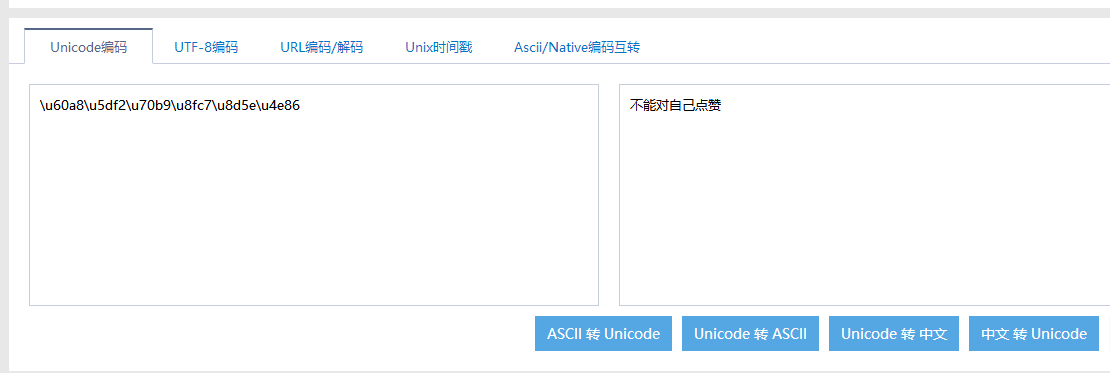 Unicode编码 UTF-8编码 URL编码/解码 Unix时间戳 Ascii/Native编码互转
\u60a8\u5df2\u70b9\u8fc7\u8d5e\u4e86 不能对自己点赞
ASCII 转 Unicode Unicode 转 ASCII Unicode 转 中文 中文 转 Unicode